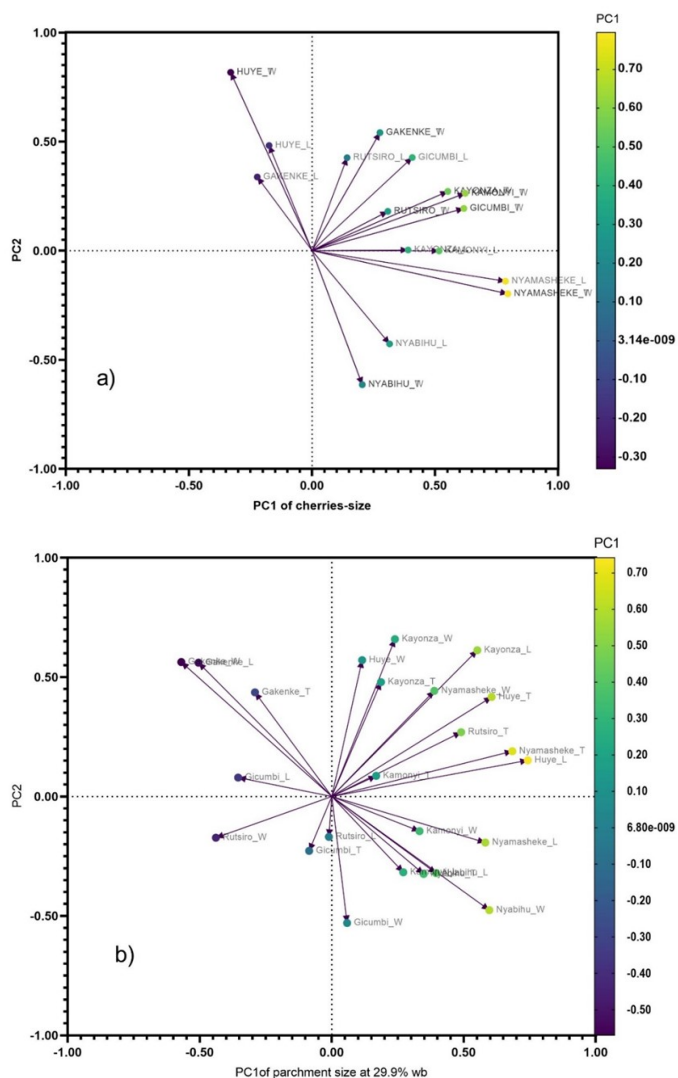 PC1
1.00
HUYE_W
0.70
GAKENKE_W
0.60
0.50
HUYE_L
RUTSIRO_L
GICUMBI_L
0.50
GAKENKE_L
KAYONZA_W
KAMONYI_W
0.40
RUTSIRO_W
GICUMBI_W
PC2
0.00
KAYONZA_L
KAMONYI_L
0.30
NYAMASHEKE_L
0.20
NYAMASHEKE_W
0.10
NYABIHU_L
3.14e-009
-0.50
a)
NYABIHU_W
-0.10
-0.20
-0.30
-1.00
-1.00
-0.50
0.00
0.50
1.00
PC1 of cherries-size
PC1
1.00
0.70
Kayonza_W
Kayonza_L
0.60
Gakenke_L
Huye_W
0.50
0.50
Gakenke_T
Kayonza_T
Nyamasheke_W
Huye_T
0.40
Rutsiro_T
0.30
Nyamasheke_T
Huye_L
0.20
Gicumbi_L
Kamonyi_T
0.10
PC2
0.00
6.80e-009
Rutsiro_W
Rutsiro_L
Kamonyi_W
Nyamasheke_L
-0.10
Gicumbi_T
-0.20
-0.50
Gicumbi_W
Nyabihu_W
-0.30
b)
-0.40
-0.50
-1.00
-1.00
-0.50
0.00
0.50
1.00
PC1of parchment size at 29.9% wb